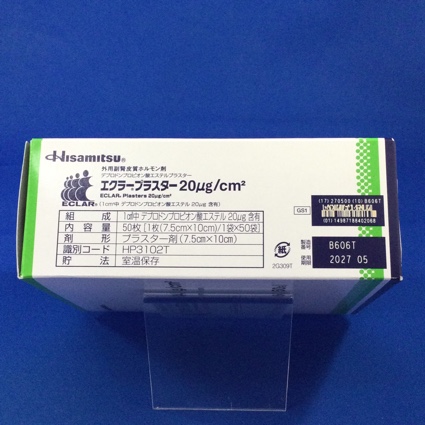 Hisamitsu®
外用副腎皮質ホルモン剤
デプロドンプロピオン酸エステルプラスター
エクラープラスター20μg/cm²
ECLAR® Plasters 20μg/cm²
ECLAR®
(1cm²中 デプロドンプロピオン酸エステル 20μg 含有)
組成 1cm²中 デプロドンプロピオン酸エステル 20μg 含有
内容量 50枚[1枚(7.5cm×10cm)/1袋×50袋]
剤形 プラスター剤(7.5cm×10cm)
識別コード HP3102T
貯法 室温保存
GS1
(17) 270500 (10) B606T
(01) 14987188402068
製造番号 B606T
使用期限 2027 05
紙
20309T